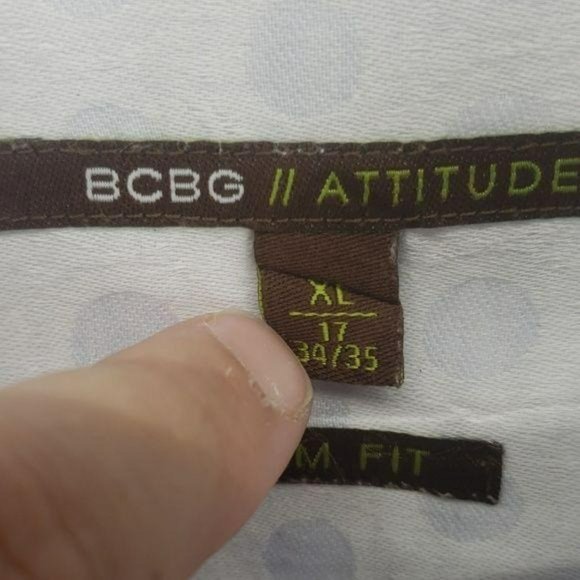 BCBG // ATTITUDE
XL
17
34/35
M FIT